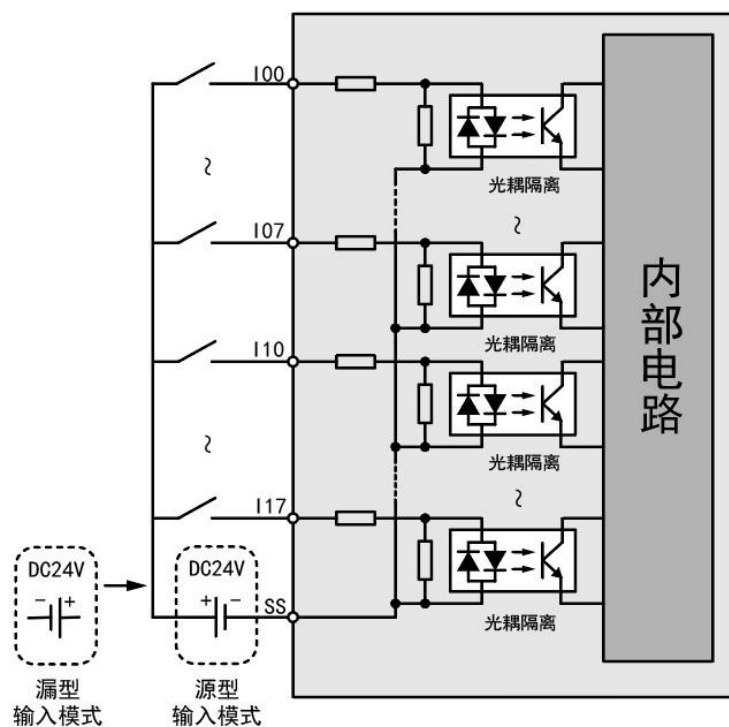 I00
光耦隔离
~
~
I07
光耦隔离
内部电路
I10
光耦隔离
~
~
I17
DC24V
- +
DC24V
+ -
SS
光耦隔离
漏型
输入模式
源型
输入模式